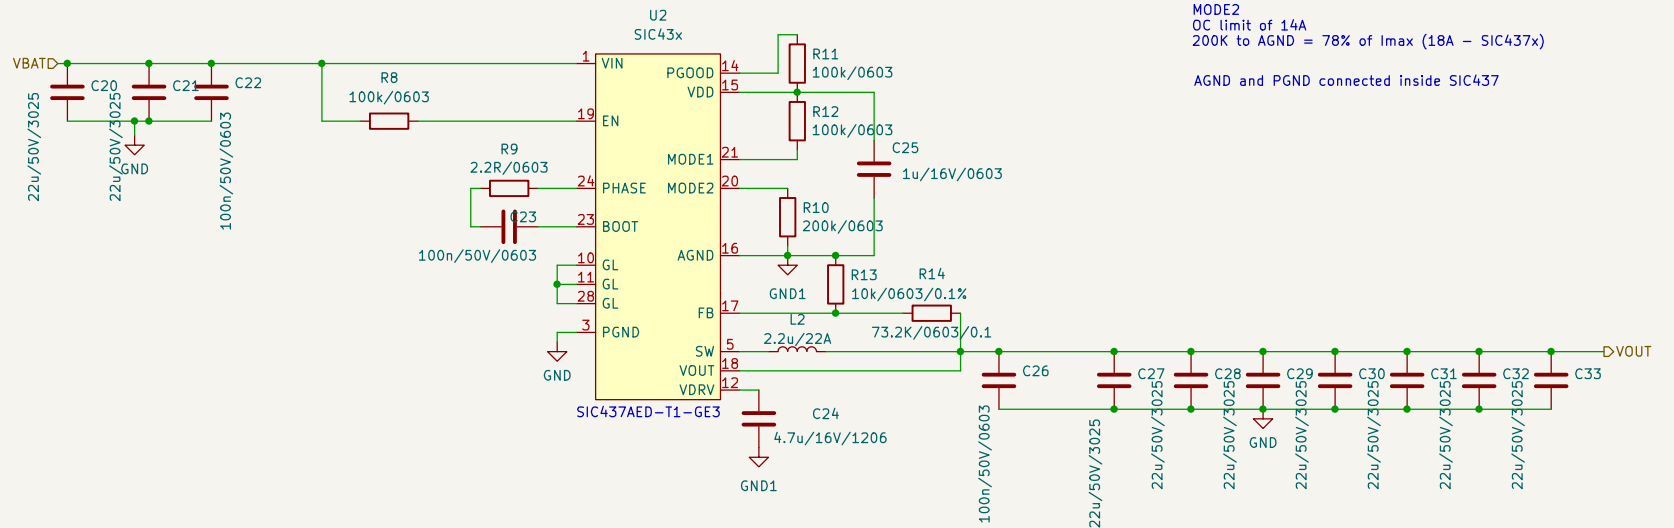 MODE2
OC limit of 14A
200K to AGND = 78% of Imax (18A - SIC437x)
AGND and PGND connected inside SIC437
U2
SIC43x
VBAT
C20
22u/50V/3025
C21
22u/50V/3025
C22
100n/50V/0603
GND
R8
100k/0603
R9
2.2R/0603
C23
100n/50V/0603
1
VIN
19
EN
24
PHASE
23
BOOT
10
GL
11
GL
28
GL
3
PGND
GND
PGOOD
14
VDD
15
MODE1
21
MODE2
20
AGND
16
FB
17
SW
5
VOUT
18
VDRV
12
SIC437AED-T1-GE3
R11
100k/0603
R12
100k/0603
C25
1u/16V/0603
R10
200k/0603
GND1
R13
10k/0603/0.1%
R14
73.2K/0603/0.1
L2
2.2u/22A
C24
4.7u/16V/1206
GND1
C26
100n/50V/0603
C27
22u/50V/3025
C28
22u/50V/3025
C29
22u/50V/3025
C30
22u/50V/3025
C31
22u/50V/3025
C32
22u/50V/3025
C33
22u/50V/3025
GND
VOUT